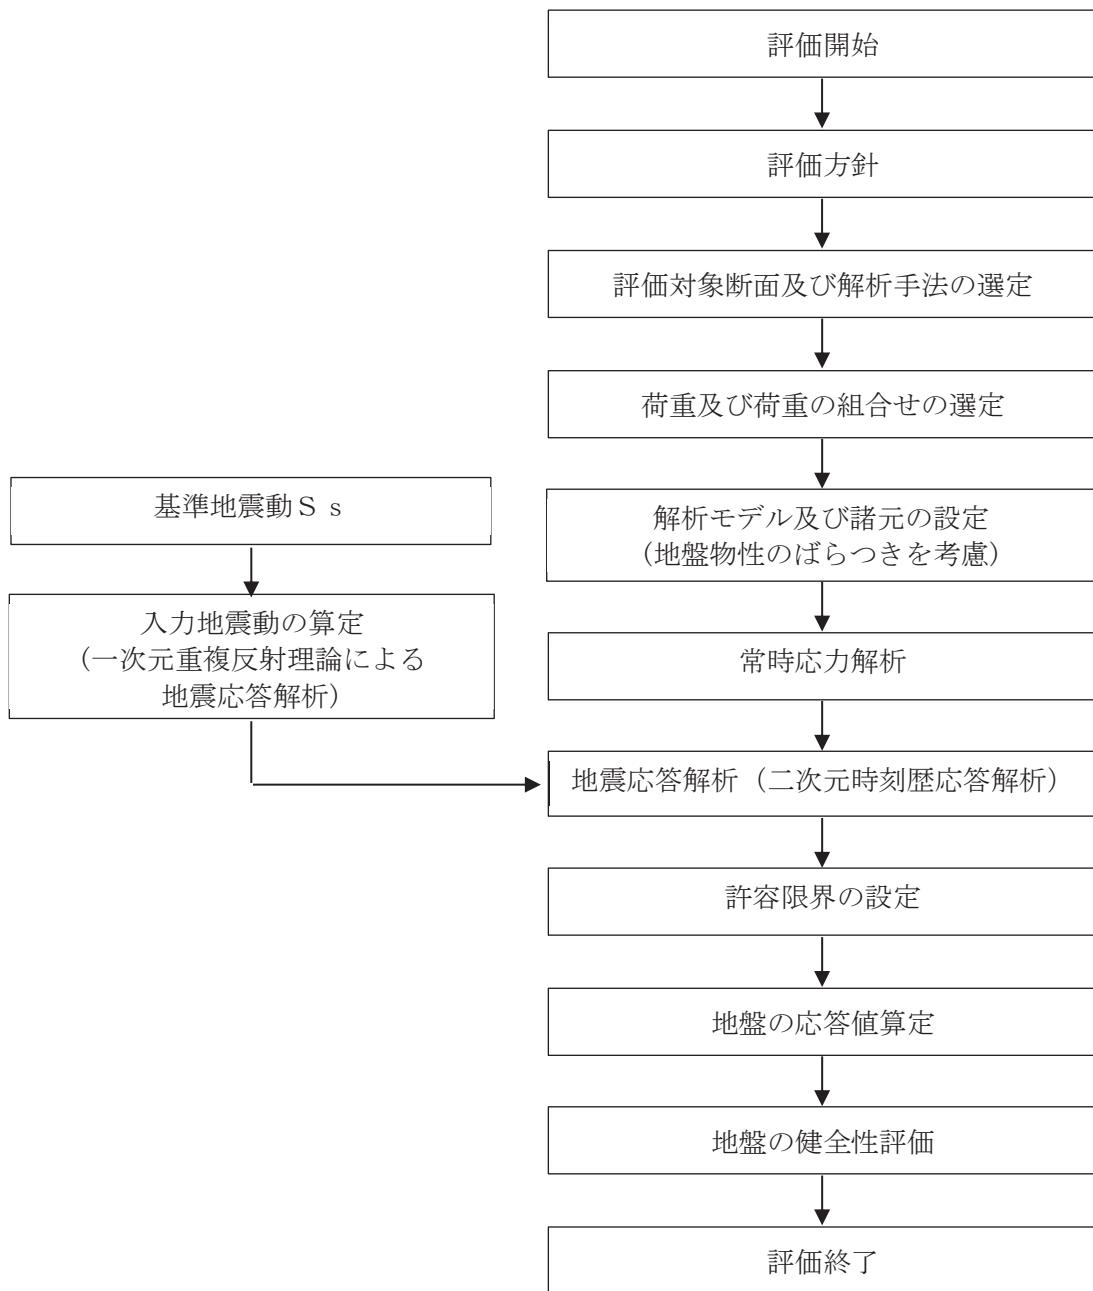 評価開始
評価方針
評価対象断面及び解析手法の選定
荷重及び荷重の組合せの選定
基準地震動Ｓｓ
解析モデル及び諸元の設定
（地盤物性のばらつきを考慮）
入力地震動の算定
（一次元重複反射理論による
地震応答解析）
常時応力解析
地震応答解析（二次元時刻歴応答解析）
許容限界の設定
地盤の応答値算定
地盤の健全性評価
評価終了